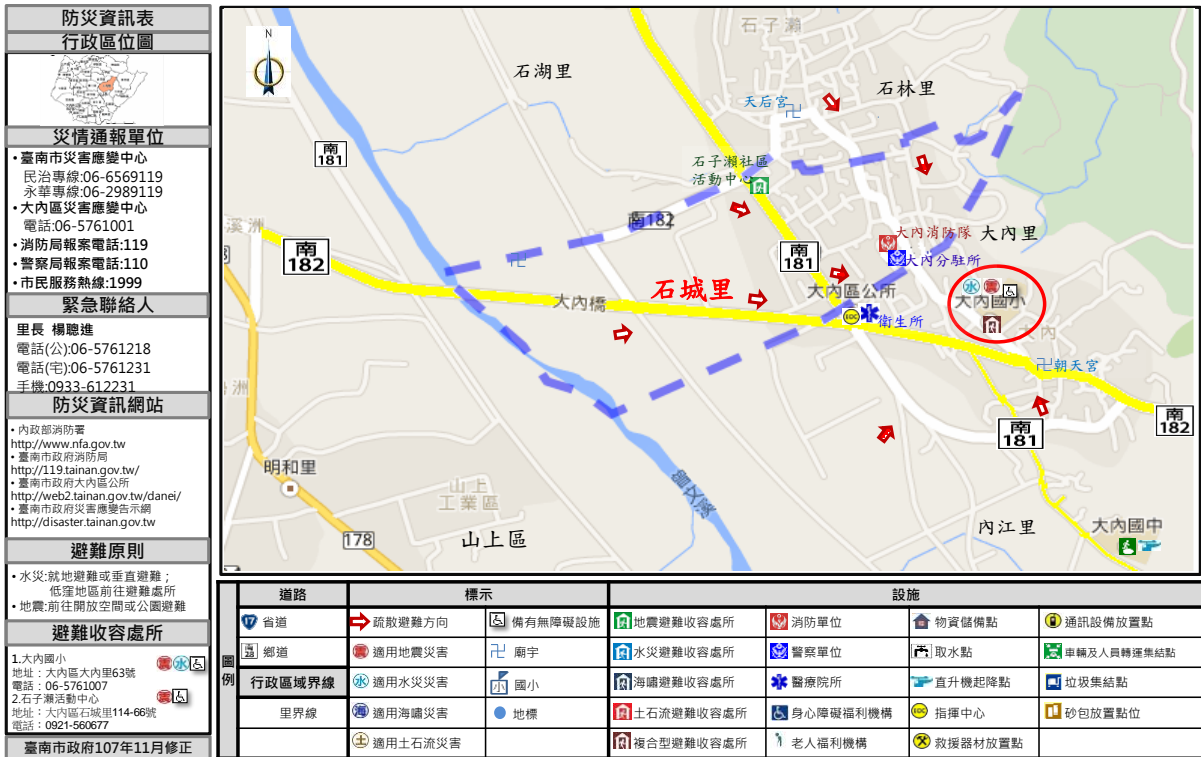 防災資訊表
行政區位圖
災情通報單位
•臺南市災害應變中心
民治專線:06-6569119
永華專線:06-2989119
•大內區災害應變中心
電話:06-5761001
•消防局報案電話:119
•警察局報案電話:110
•市民服務熱線:1999
緊急聯絡人
里長 楊聰進
電話(公):06-5761218
電話(宅):06-5761231
手機:0933-612231
防災資訊網站
•內政部消防署
http://www.nfa.gov.tw
•臺南市政府消防局
http://119.tainan.gov.tw/
•臺南市政府大內區公所
http://web2.tainan.gov.tw/danei/
•臺南市政府災害應變告示網
http://disaster.tainan.gov.tw
避難原則
•水災:就地避難或垂直避難；
低窪地區前往避難處所
•地震:前往開放空間或公園避難
避難收容處所
1.大內國小
地址：大內區大內里63號
電話：06-5761007
震 水
2.石子瀨活動中心
地址：大內區石城里114-66號
電話：0921-560677
震
臺南市政府107年11月修正
N
石子瀨
石湖里
石林里
天后宮
南181
石子瀨社區
活動中心
南182
溪洲
南182
大內消防隊
大內里
大內分駐所
南181
石城里
大內區公所
大內橋
水 震
大內國小
EOC
衛生所
大內
朝天宮
南181
南182
明和里
山上
工業區
曾文溪
178
山上區
內江里
大內國中
圖例
道路
標示
設施
17 省道
疏散避難方向
備有無障礙設施
地震避難收容處所
消防單位
物資儲備點
通訊設備放置點
鄉道
震 適用地震災害
卍 廟宇
水災避難收容處所
警察單位
取水點
車輛及人員轉運集結點
行政區域界線
水 適用水災災害
小 國小
海嘯避難收容處所
醫療院所
直升機起降點
垃圾集結點
里界線
適用海嘯災害
地標
土石流避難收容處所
身心障礙福利機構
EOC 指揮中心
砂包放置點位
土 適用土石流災害
複合型避難收容處所
老人福利機構
救援器材放置點